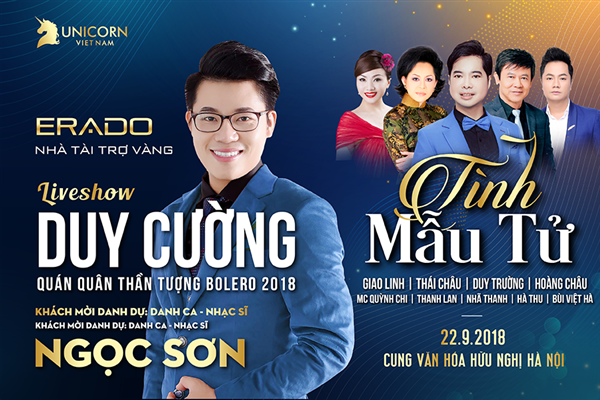 UNICORN
VIET NAM
ERADO
NHÀ TÀI TRỢ VÀNG
Liveshow
DUY CƯỜNG
QUÁN QUÂN THẦN TƯỢNG BOLERO 2018
KHÁCH MỜI DANH DỰ: DANH CA - NHẠC SĨ
KHÁCH MỜI DANH DỰ: DANH CA - NHẠC SĨ
NGỌC SƠN
Tình
Mẫu Tử
GIAO LINH | THÁI CHÂU | DUY TRƯỜNG | HOÀNG CHÂU
MC QUỲNH CHI | THANH LAN | NHÃ THANH | HÀ THU | BÙI VIỆT HÀ
22.9.2018
CUNG VĂN HÓA HỮU NGHỊ HÀ NỘI